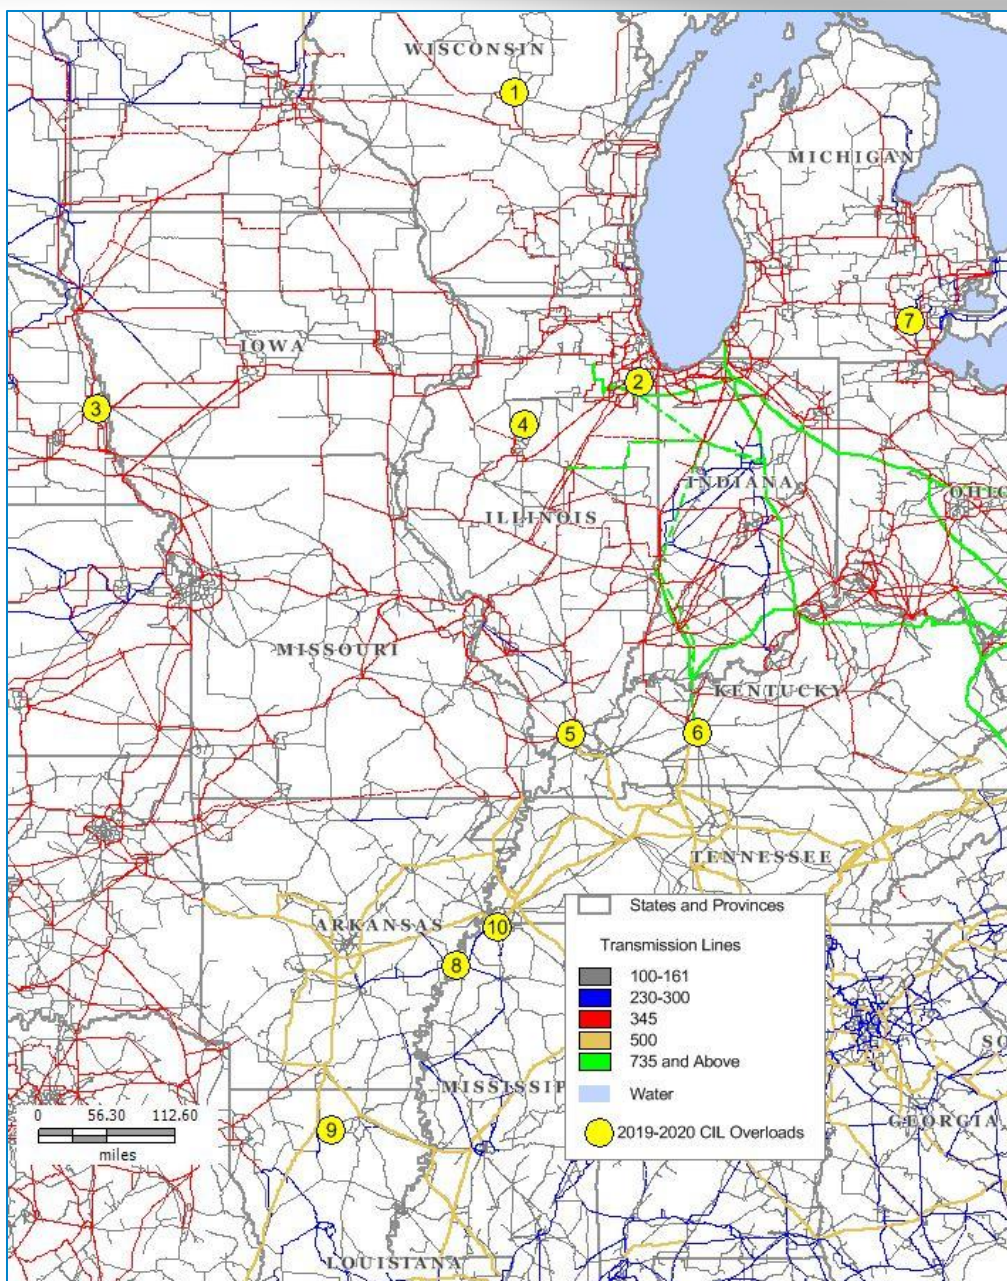 WISCONSIN
1
MICHIGAN
7
IOWA
2
3
4
INDIANA
OHIO
ILLINOIS
MISSOURI
KENTUCKY
5
6
TENNESSEE
States and Provinces
ARKANSAS
10
Transmission Lines
8
100-161
230-300
345
500
735 and Above
SO
MISSISSIP
Water
GEORGIA
0 56.30 112.60
miles
9
2019-2020 CIL Overloads
LOUISIANA